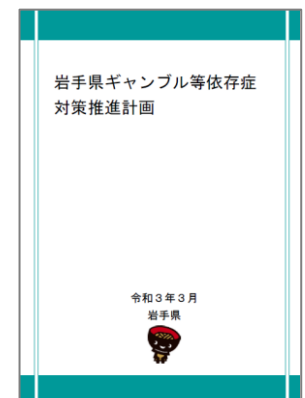 岩手県ギャンブル等依存症
対策推進計画
令和３年３月
岩手県